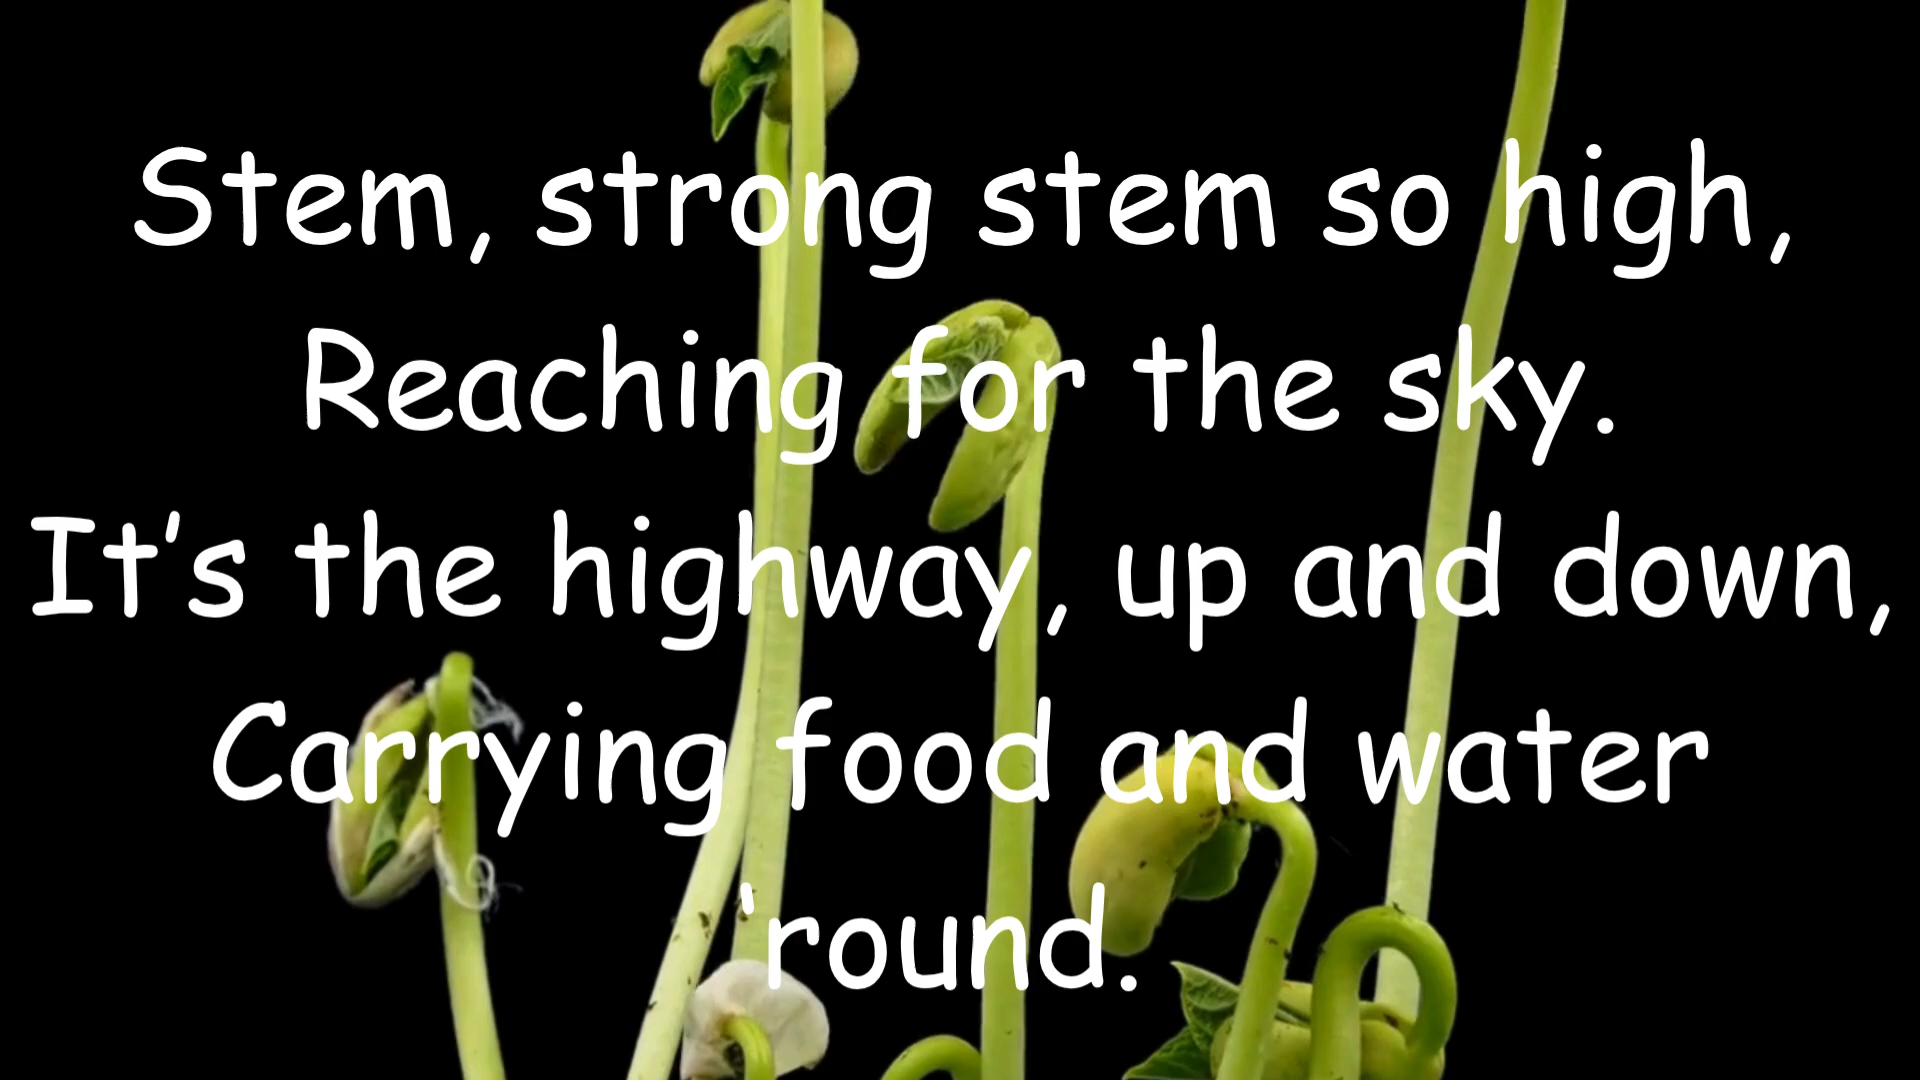 Stem, strong stem so high,
Reaching for the sky.
It’s the highway, up and down,
Carrying food and water
‘round.